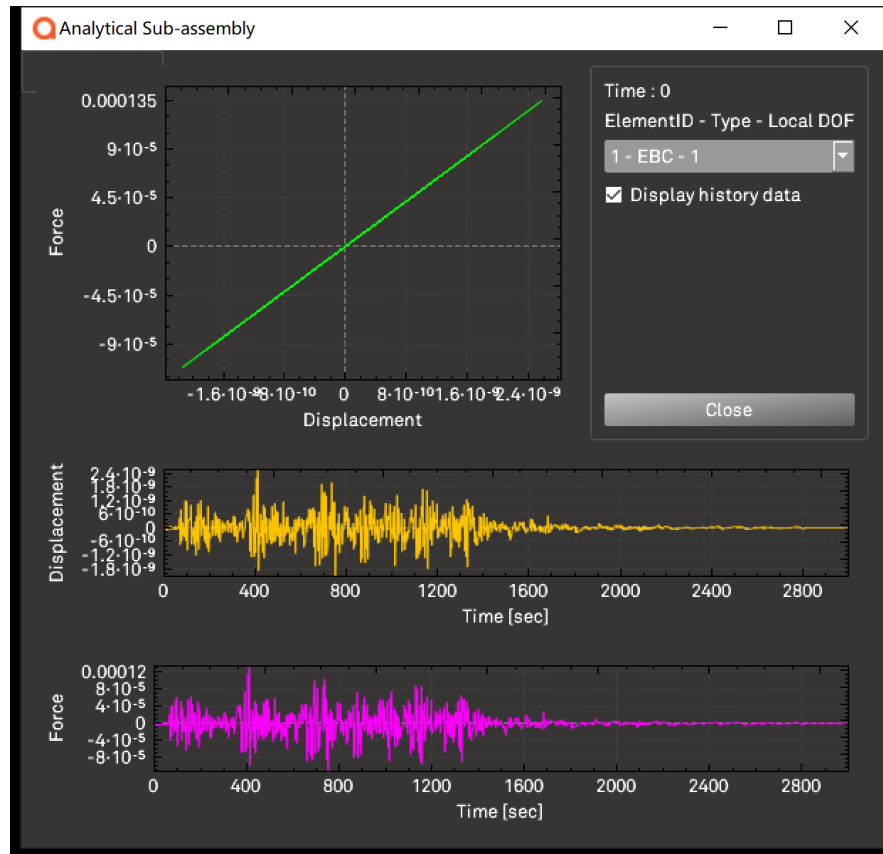 Analytical Sub-assembly
0.000135
9·10-5
4.5·10-5
0
-4.5·10-5
-9·10-5
Force
-1.6·10-9 -8·10-10 0 8·10-10 1.6·10-9 2.4·10-9
Displacement
Time : 0
ElementID - Type - Local DOF
1 - EBC - 1
Display history data
Close
2.4·10-9
1.8·10-9
1.2·10-9
6·10-10
0
-6·10-10
-1.2·10-9
-1.8·10-9
Displacement
0 400 800 1200 1600 2000 2400 2800
Time [sec]
0.00012
8·10-5
4·10-5
0
-4·10-5
-8·10-5
Force
0 400 800 1200 1600 2000 2400 2800
Time [sec]